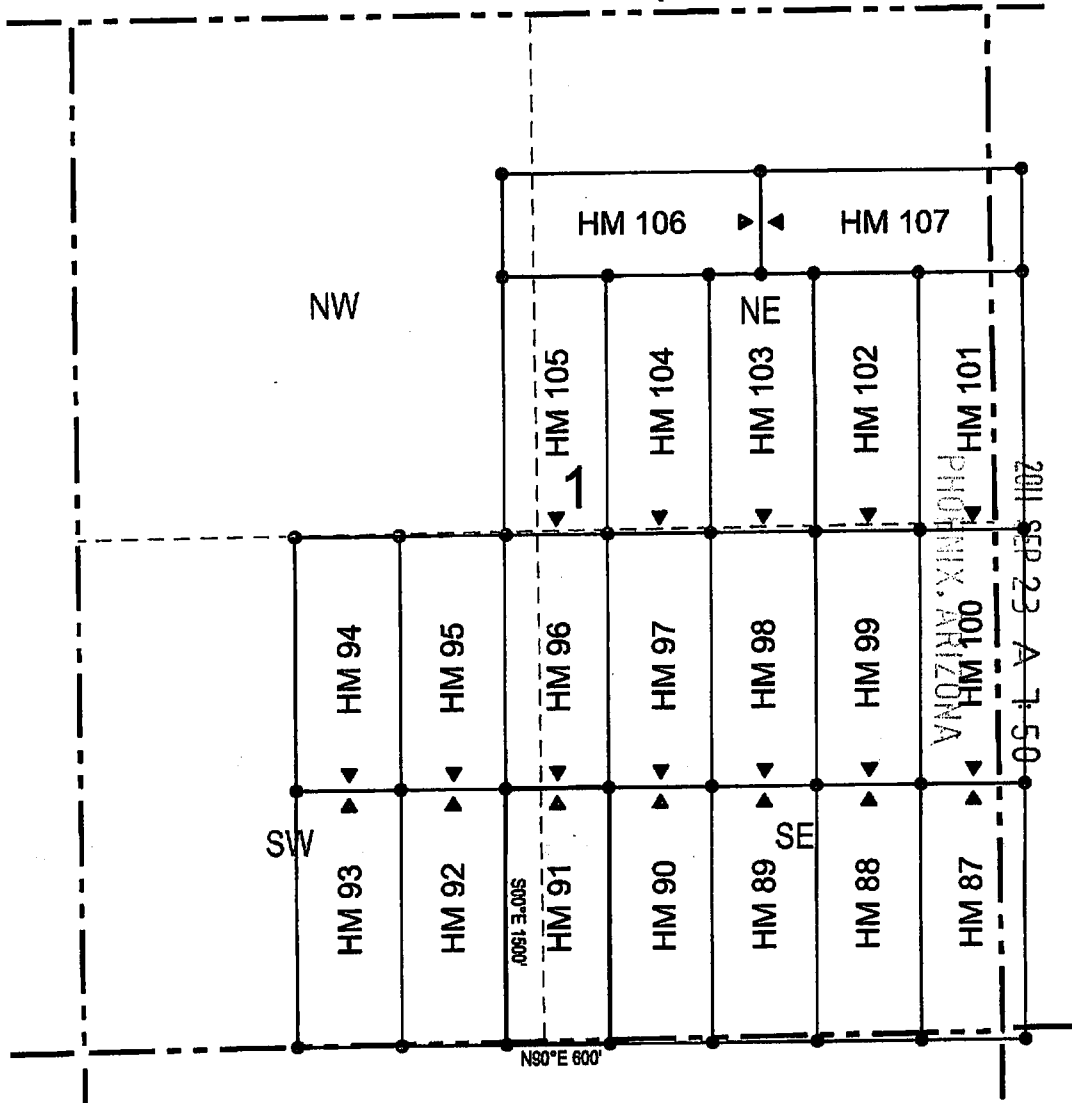 HM 106
HM 107
NW
NE
HM 105
HM 104
HM 103
HM 102
HM 101
1
HM 94
HM 95
HM 96
HM 97
HM 98
HM 99
HM 100
2011 SEP 23 A 7:50
PHOENIX, ARIZONA
SW
SE
HM 93
HM 92
S00°E 1500'
HM 91
HM 90
HM 89
HM 88
HM 87
N90°E 600'